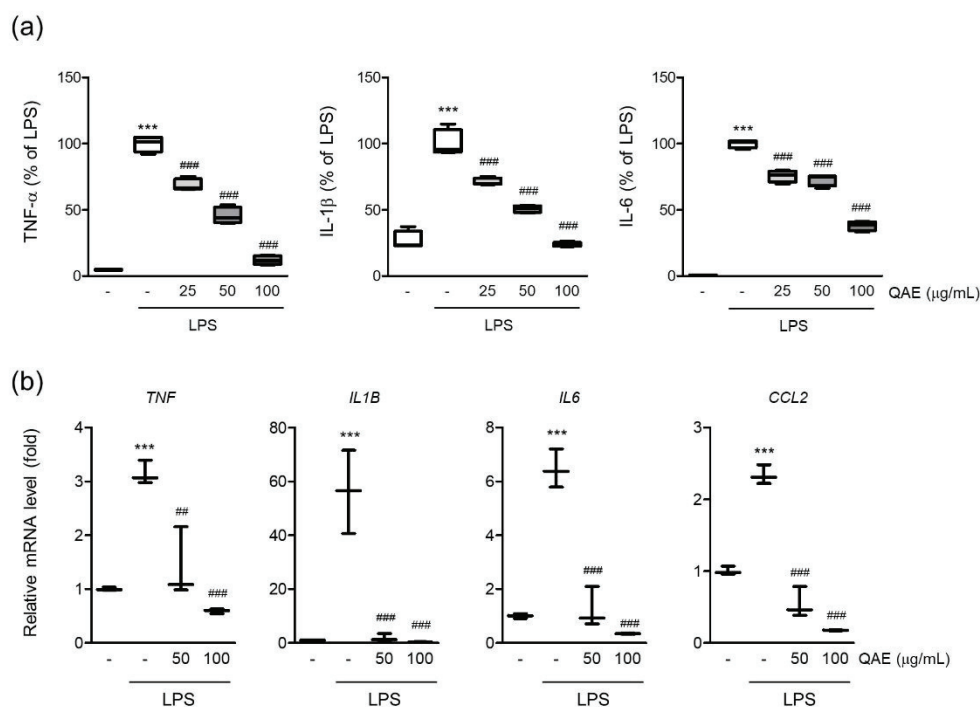 (a)
TNF-α (% of LPS)
150
100
50
0
***
###
###
###
- - 25 50 100
LPS
IL-1β (% of LPS)
150
100
50
0
***
###
###
###
- - 25 50 100
LPS
IL-6 (% of LPS)
150
100
50
0
***
###
###
###
- - 25 50 100 QAE (µg/mL)
LPS
(b)
Relative mRNA level (fold)
TNF
4
3
2
1
0
***
##
###
- - 50 100
LPS
IL1B
80
60
40
20
0
***
###
###
- - 50 100
LPS
IL6
8
6
4
2
0
***
###
###
- - 50 100
LPS
CCL2
3
2
1
0
***
###
###
- - 50 100 QAE (µg/mL)
LPS